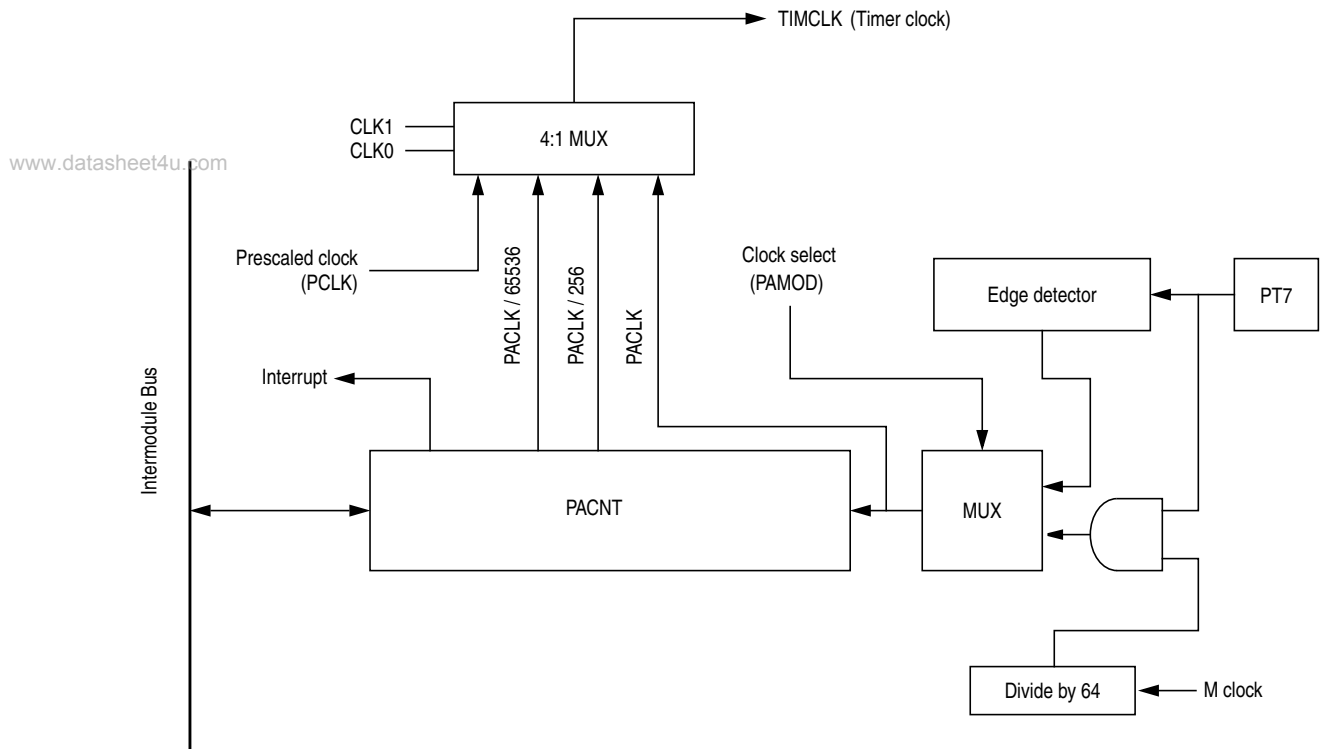 TIMCLK (Timer clock)
CLK1
CLK0
4:1 MUX
www.datasheet4u.com
Prescaled clock
(PCLK)
PACLK / 65536
PACLK / 256
PACLK
Clock select
(PAMOD)
Edge detector
PT7
Interrupt
Intermodule Bus
PACNT
MUX
Divide by 64
M clock